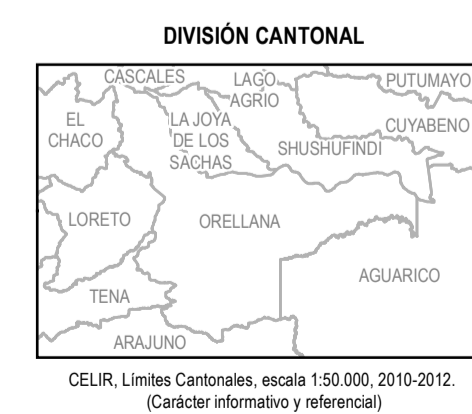 DIVISIÓN CANTONAL
CASCALES
LAGO
AGRIO
PUTUMAYO
EL
CHACO
LA JOYA
DE LOS
SACHAS
CUYABENO
SHUSHUFINDI
LORETO
ORELLANA
AGUARICO
TENA
ARAJUNO
CELIR, Límites Cantonales, escala 1:50.000, 2010-2012.
(Carácter informativo y referencial)